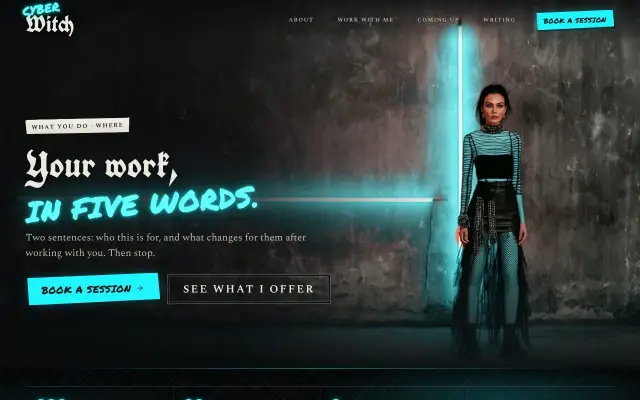 CYBER
Witch
ABOUT
WORK WITH ME
COMING UP
WRITING
BOOK A SESSION
WHAT YOU DO · WHERE
Your work,
IN FIVE WORDS.
Two sentences: who this is for, and what changes for them after
working with you. Then stop.
BOOK A SESSION →
SEE WHAT I OFFER